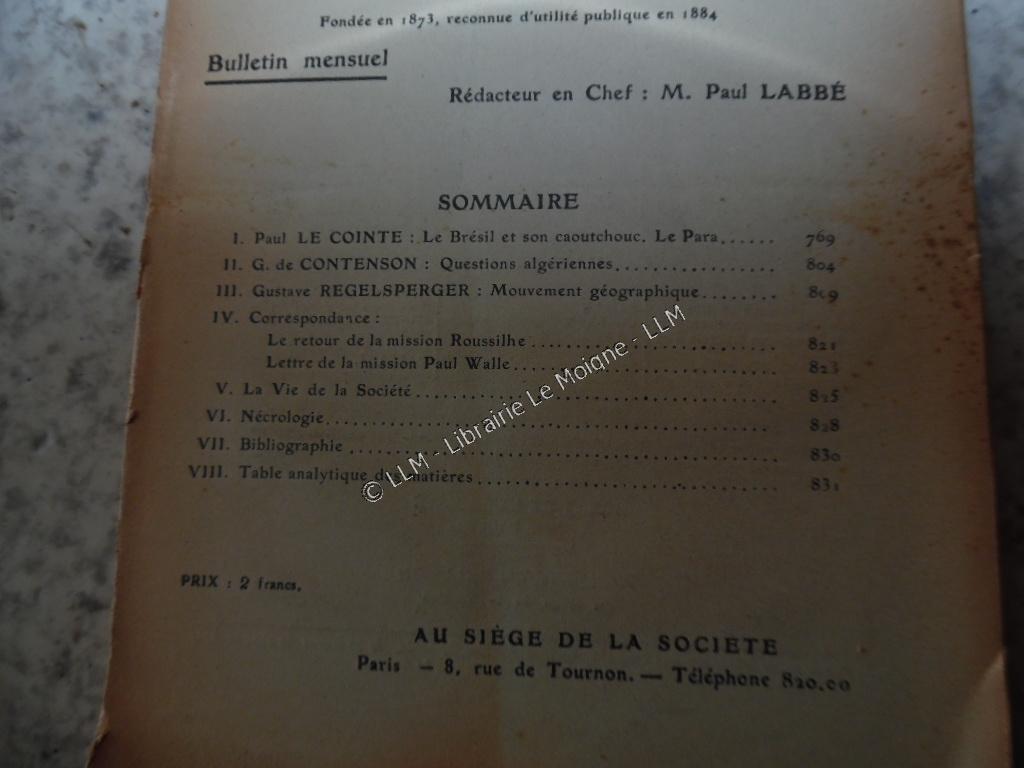 Fondée en 1873, reconnue d'utilité publique en 1884
Bulletin mensuel
Rédacteur en Chef : M. Paul LABBÉ
SOMMAIRE
I. Paul LE COINTE : Le Brésil et son caoutchouc. Le Para...... 769
II. G. de CONTENSON : Questions algériennes................. 804
III. Gustave REGELSPERGER : Mouvement géographique........ 809
IV. Correspondance :
Le retour de la mission Roussilhe .......................... 821
Lettre de la mission Paul Walle............................ 823
V. La Vie de la Société...................................... 825
VI. Nécrologie................................................ 828
VII. Bibliographie ............................................ 830
VIII. Table analytique des matières.............................. 831
© LLM - Librairie Le Moigne - LLM
PRIX : 2 francs.
AU SIÈGE DE LA SOCIETE
Paris — 8, rue de Tournon. — Téléphone 820.00